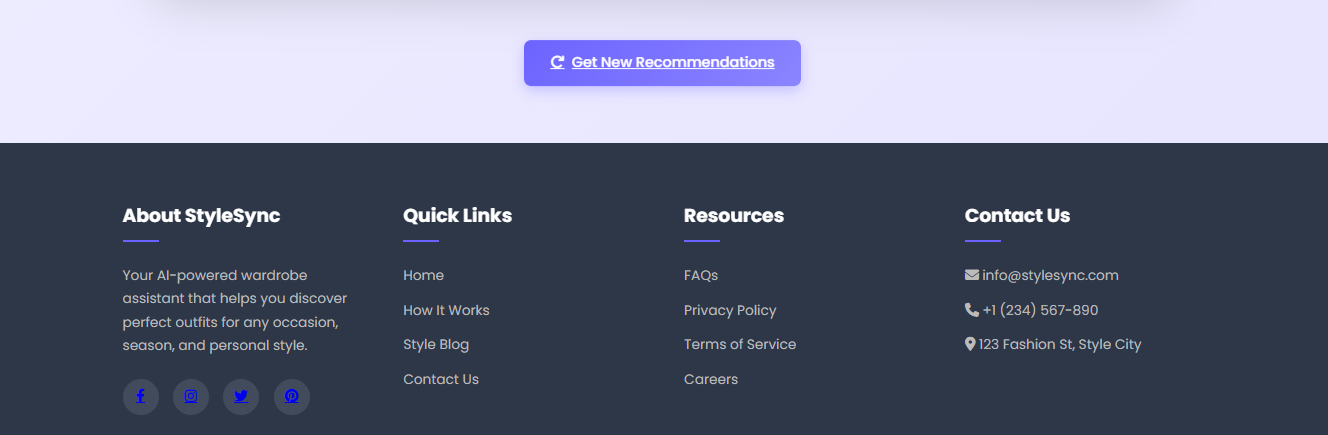 Get New Recommendations
About StyleSync
Your AI-powered wardrobe
assistant that helps you discover
perfect outfits for any occasion,
season, and personal style.
Quick Links
Home
How It Works
Style Blog
Contact Us
Resources
FAQs
Privacy Policy
Terms of Service
Careers
Contact Us
info@stylesync.com
+1 (234) 567-890
123 Fashion St, Style City